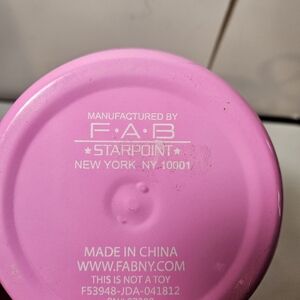 MANUFACTURED BY
F·A·B
★STARPOINT★
NEW YORK, NY 10001
MADE IN CHINA
WWW.FABNY.COM
THIS IS NOT A TOY
F53948-JDA-041812